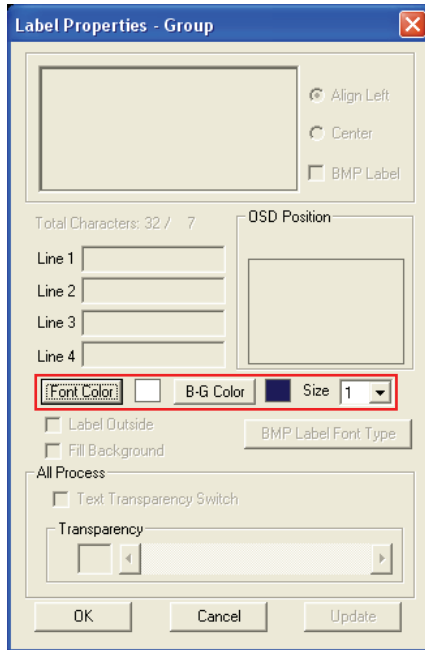 Label Properties - Group
Align Left
Center
BMP Label
Total Characters: 32 / 7
OSD Position
Line 1
Line 2
Line 3
Line 4
Font Color B-G Color Size 1
Label Outside
Fill Background
BMP Label Font Type
All Process
Text Transparency Switch
Transparency
OK Cancel Update